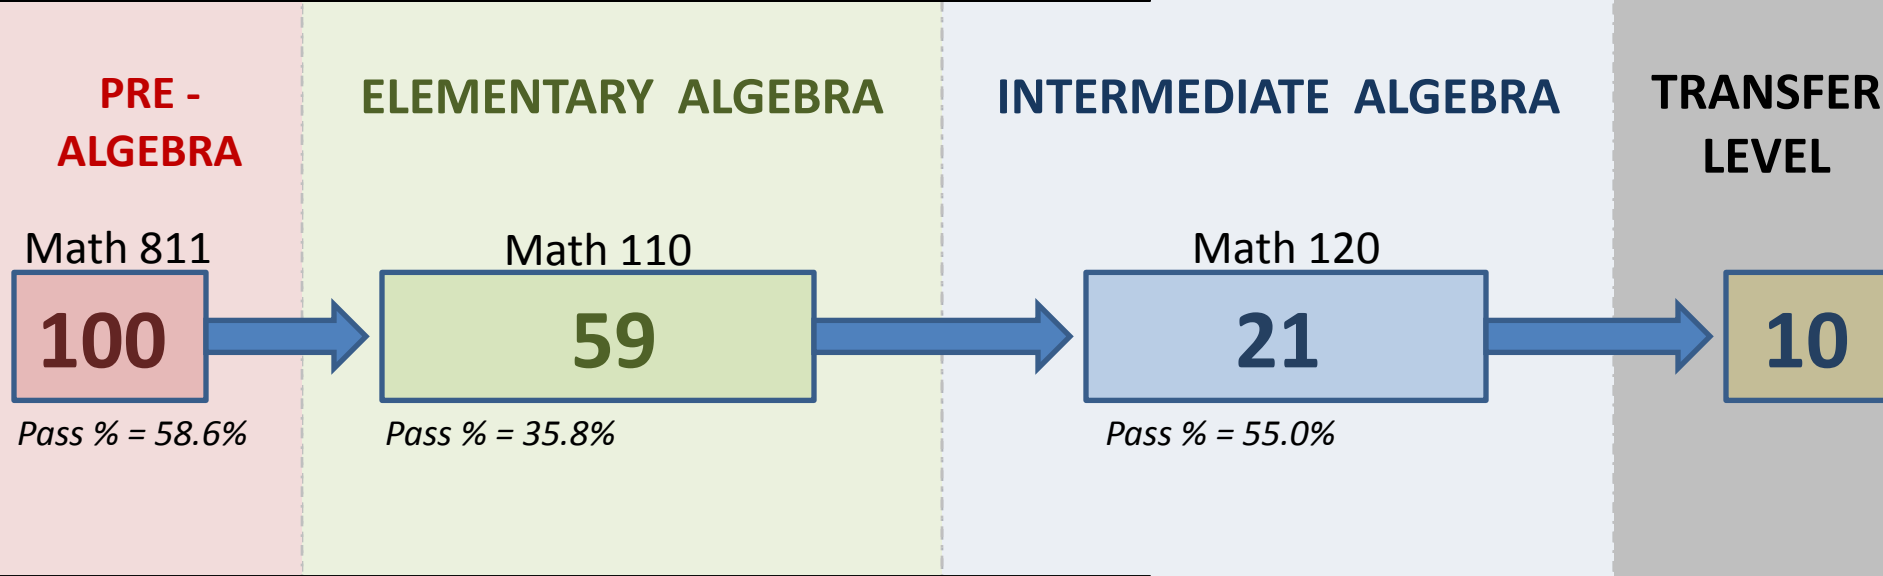 PRE -
ALGEBRA
ELEMENTARY ALGEBRA
INTERMEDIATE ALGEBRA
TRANSFER
LEVEL
Math 811
Math 110
Math 120
100
59
21
10
Pass % = 58.6%
Pass % = 35.8%
Pass % = 55.0%